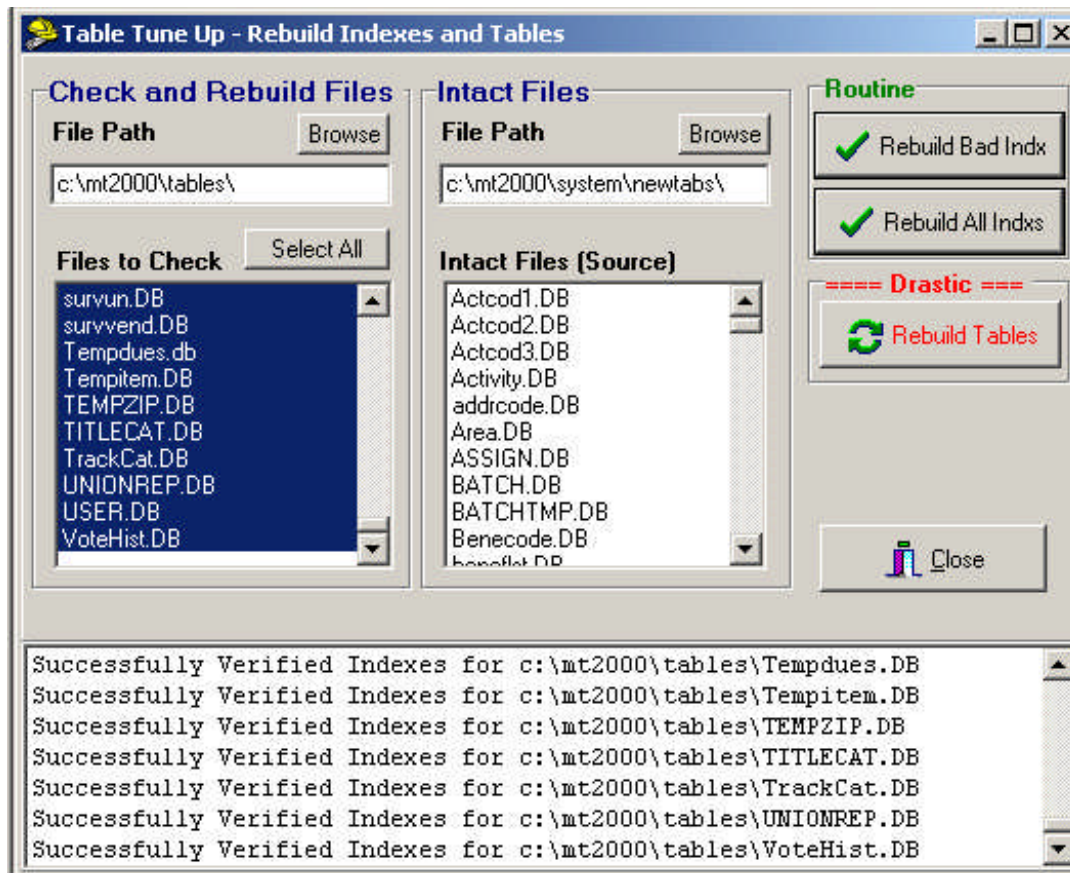 Table Tune Up - Rebuild Indexes and Tables
Check and Rebuild Files
File Path
Browse
c:\mt2000\tables\
Files to Check
Select All
survun.DB
survvend.DB
Tempdues.db
Tempitem.DB
TEMPZIP.DB
TITLECAT.DB
TrackCat.DB
UNIONREP.DB
USER.DB
VoteHist.DB
Intact Files
File Path
Browse
c:\mt2000\system\newtabs\
Intact Files (Source)
Actcod1.DB
Actcod2.DB
Actcod3.DB
Activity.DB
addrcode.DB
Area.DB
ASSIGN.DB
BATCH.DB
BATCHTMP.DB
Benecode.DB
Routine
Rebuild Bad Indx
Rebuild All Indxs
==== Drastic ===
Rebuild Tables
Close
Successfully Verified Indexes for c:\mt2000\tables\Tempdues.DB
Successfully Verified Indexes for c:\mt2000\tables\Tempitem.DB
Successfully Verified Indexes for c:\mt2000\tables\TEMPZIP.DB
Successfully Verified Indexes for c:\mt2000\tables\TITLECAT.DB
Successfully Verified Indexes for c:\mt2000\tables\TrackCat.DB
Successfully Verified Indexes for c:\mt2000\tables\UNIONREP.DB
Successfully Verified Indexes for c:\mt2000\tables\VoteHist.DB